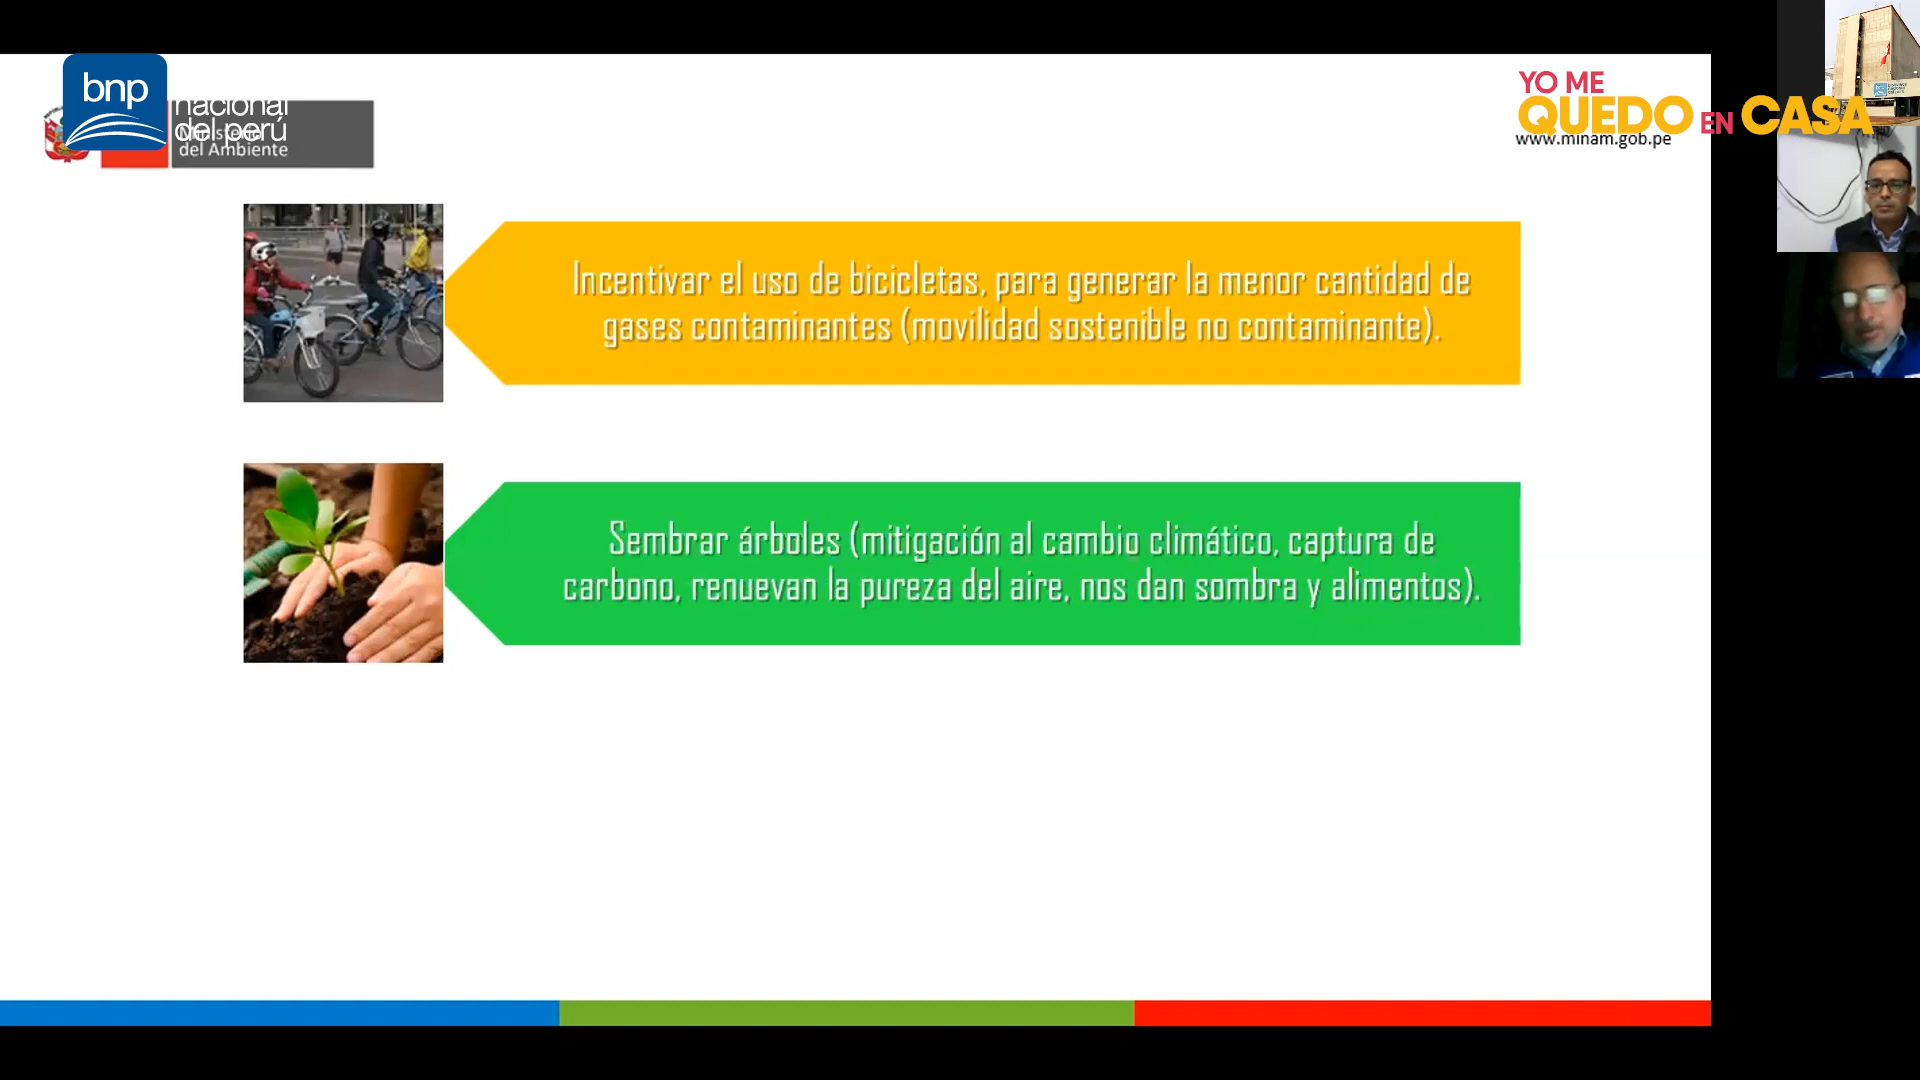 bnp
nacional
del perú
Ministerio
del Ambiente
YO ME
QUEDO EN CASA
www.minam.gob.pe
Incentivar el uso de bicicletas, para generar la menor cantidad de
gases contaminantes (movilidad sostenible no contaminante).
Sembrar árboles (mitigación al cambio climático, captura de
carbono, renuevan la pureza del aire, nos dan sombra y alimentos).